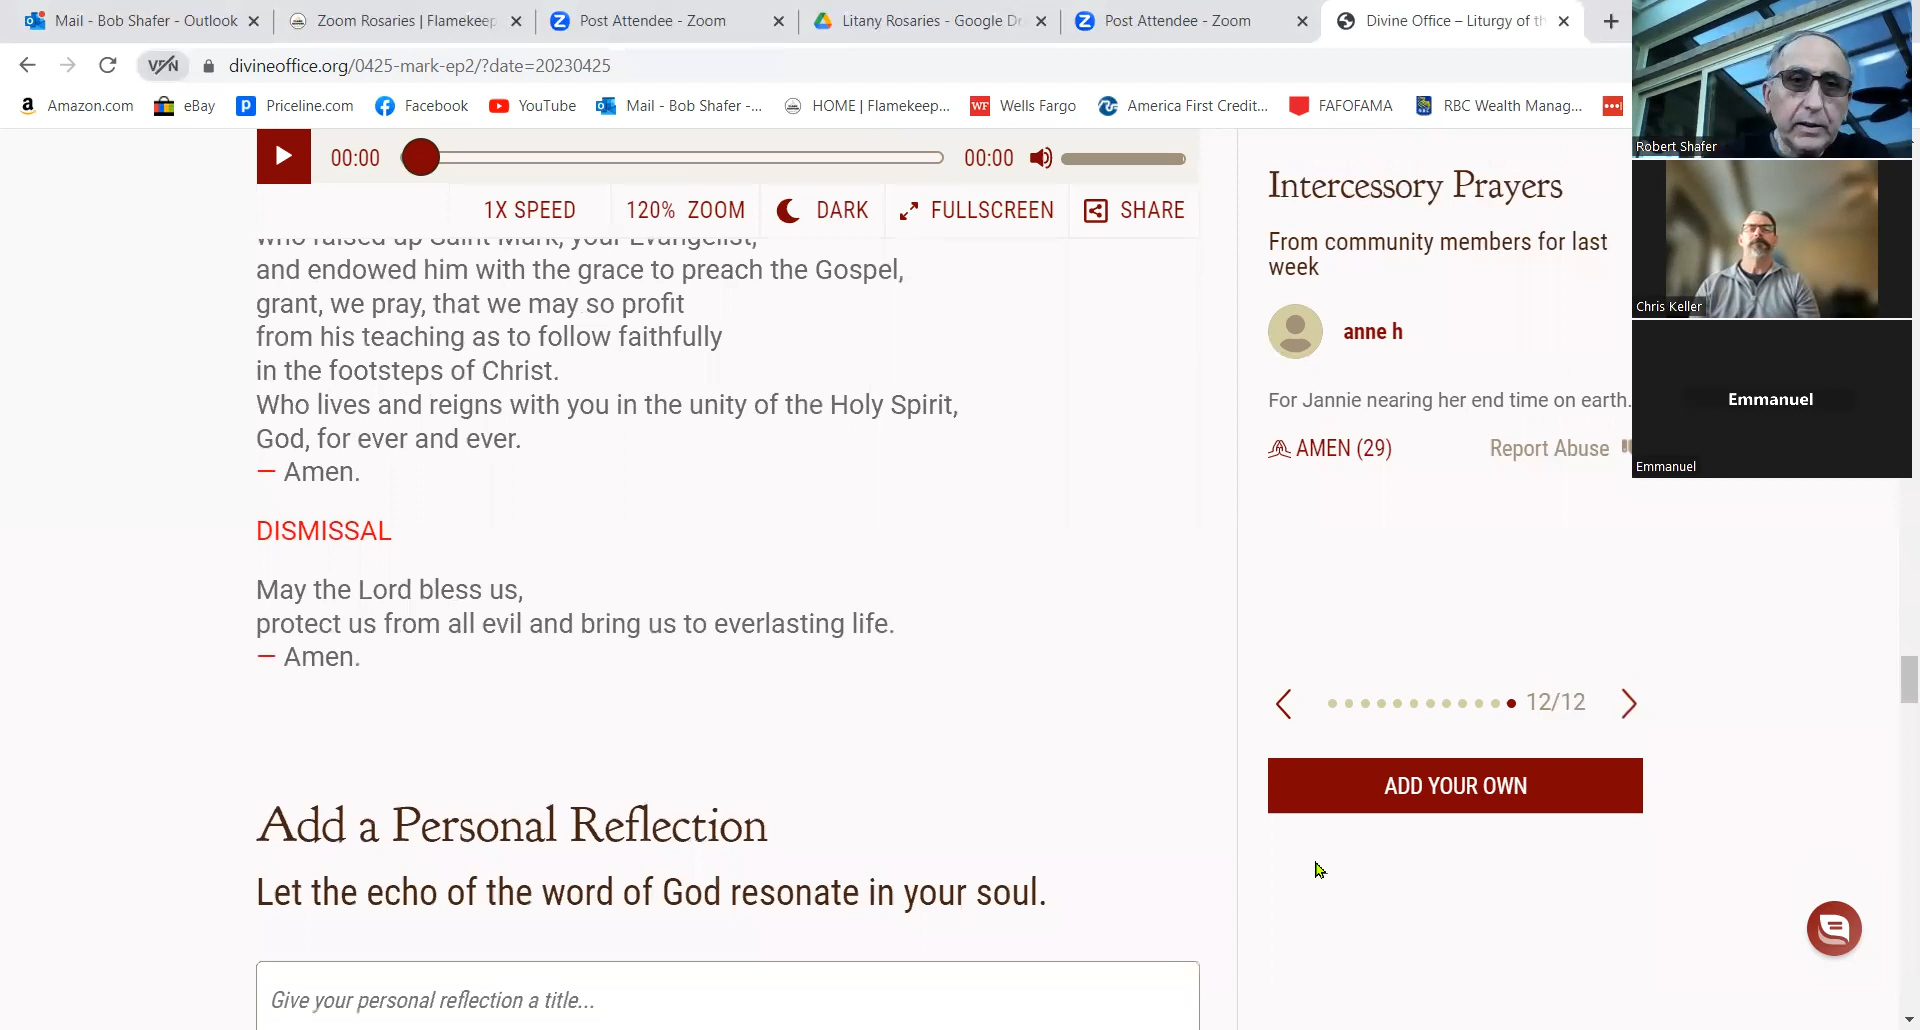 Mail - Bob Shafer - Outlook
Zoom Rosaries | Flamekeep
Post Attendee - Zoom
Litany Rosaries - Google Dr
Post Attendee - Zoom
Divine Office – Liturgy of th
VPN
divineoffice.org/0425-mark-ep2/?date=20230425
Amazon.com
eBay
Priceline.com
Facebook
YouTube
Mail - Bob Shafer -...
HOME | Flamekeep...
Wells Fargo
America First Credit...
FAFOFAMA
RBC Wealth Manag...
00:00
00:00
1X SPEED
120% ZOOM
DARK
FULLSCREEN
SHARE
who raised up Saint Mark, your Evangelist,
and endowed him with the grace to preach the Gospel,
grant, we pray, that we may so profit
from his teaching as to follow faithfully
in the footsteps of Christ.
Who lives and reigns with you in the unity of the Holy Spirit,
God, for ever and ever.
— Amen.
DISMISSAL
May the Lord bless us,
protect us from all evil and bring us to everlasting life.
— Amen.
Add a Personal Reflection
Let the echo of the word of God resonate in your soul.
Give your personal reflection a title...
Intercessory Prayers
From community members for last
week
anne h
For Jannie nearing her end time on earth.
AMEN (29)
Report Abuse
12/12
ADD YOUR OWN
Robert Shafer
Chris Keller
Emmanuel
Emmanuel